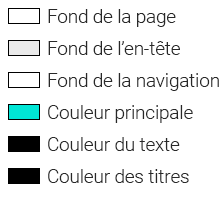 Fond de la page
Fond de l’en-tête
Fond de la navigation
Couleur principale
Couleur du texte
Couleur des titres